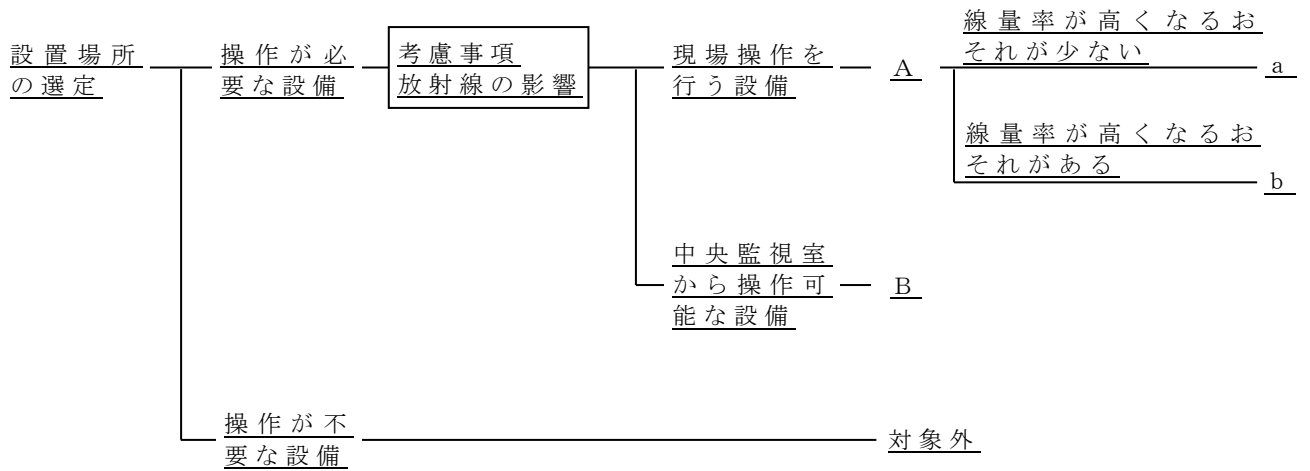 設置場所
の選定
操作が必
要な設備
考慮事項
放射線の影響
現場操作を
行う設備
A
線量率が高くなるお
それが少ない
a
線量率が高くなるお
それがある
b
中央監視室
から操作可
能な設備
B
操作が不
要な設備
対象外